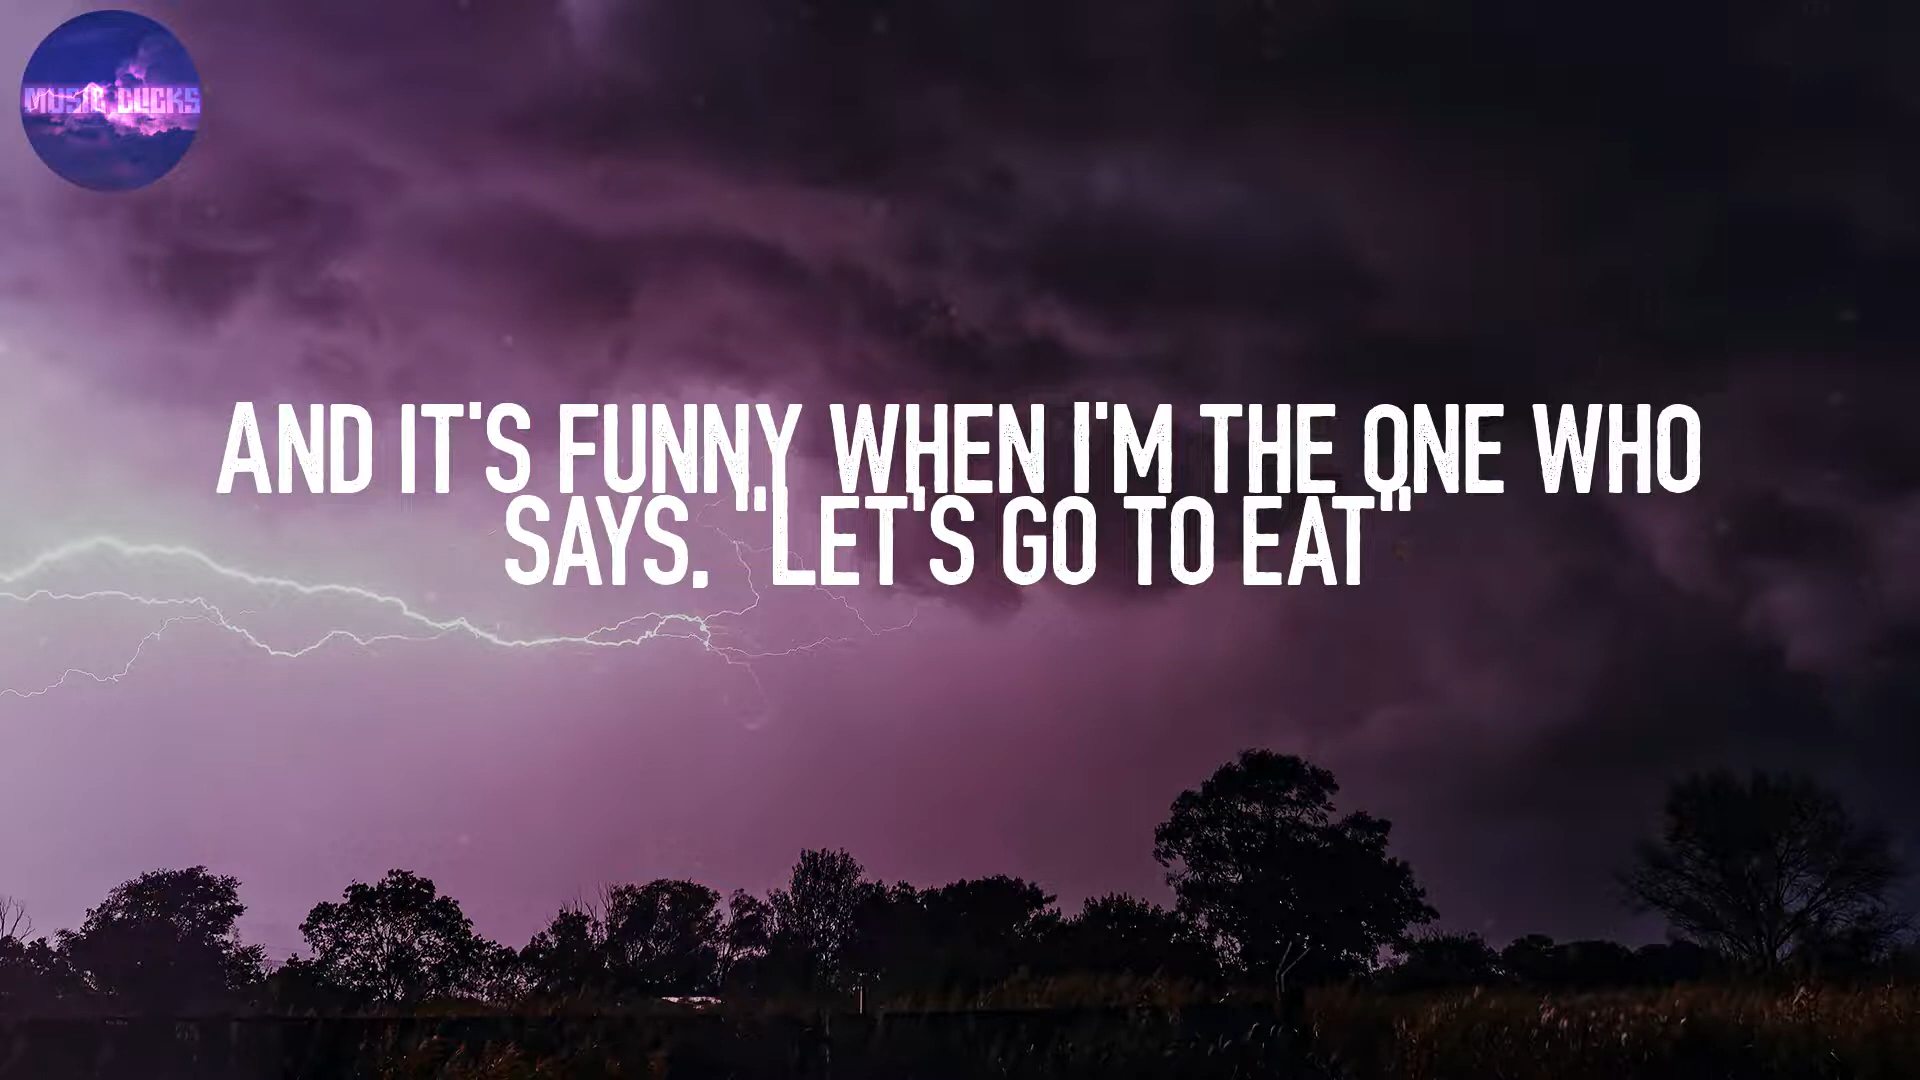 MUSIC CLICKS
AND IT'S FUNNY WHEN I'M THE ONE WHO
SAYS, "LET'S GO TO EAT"